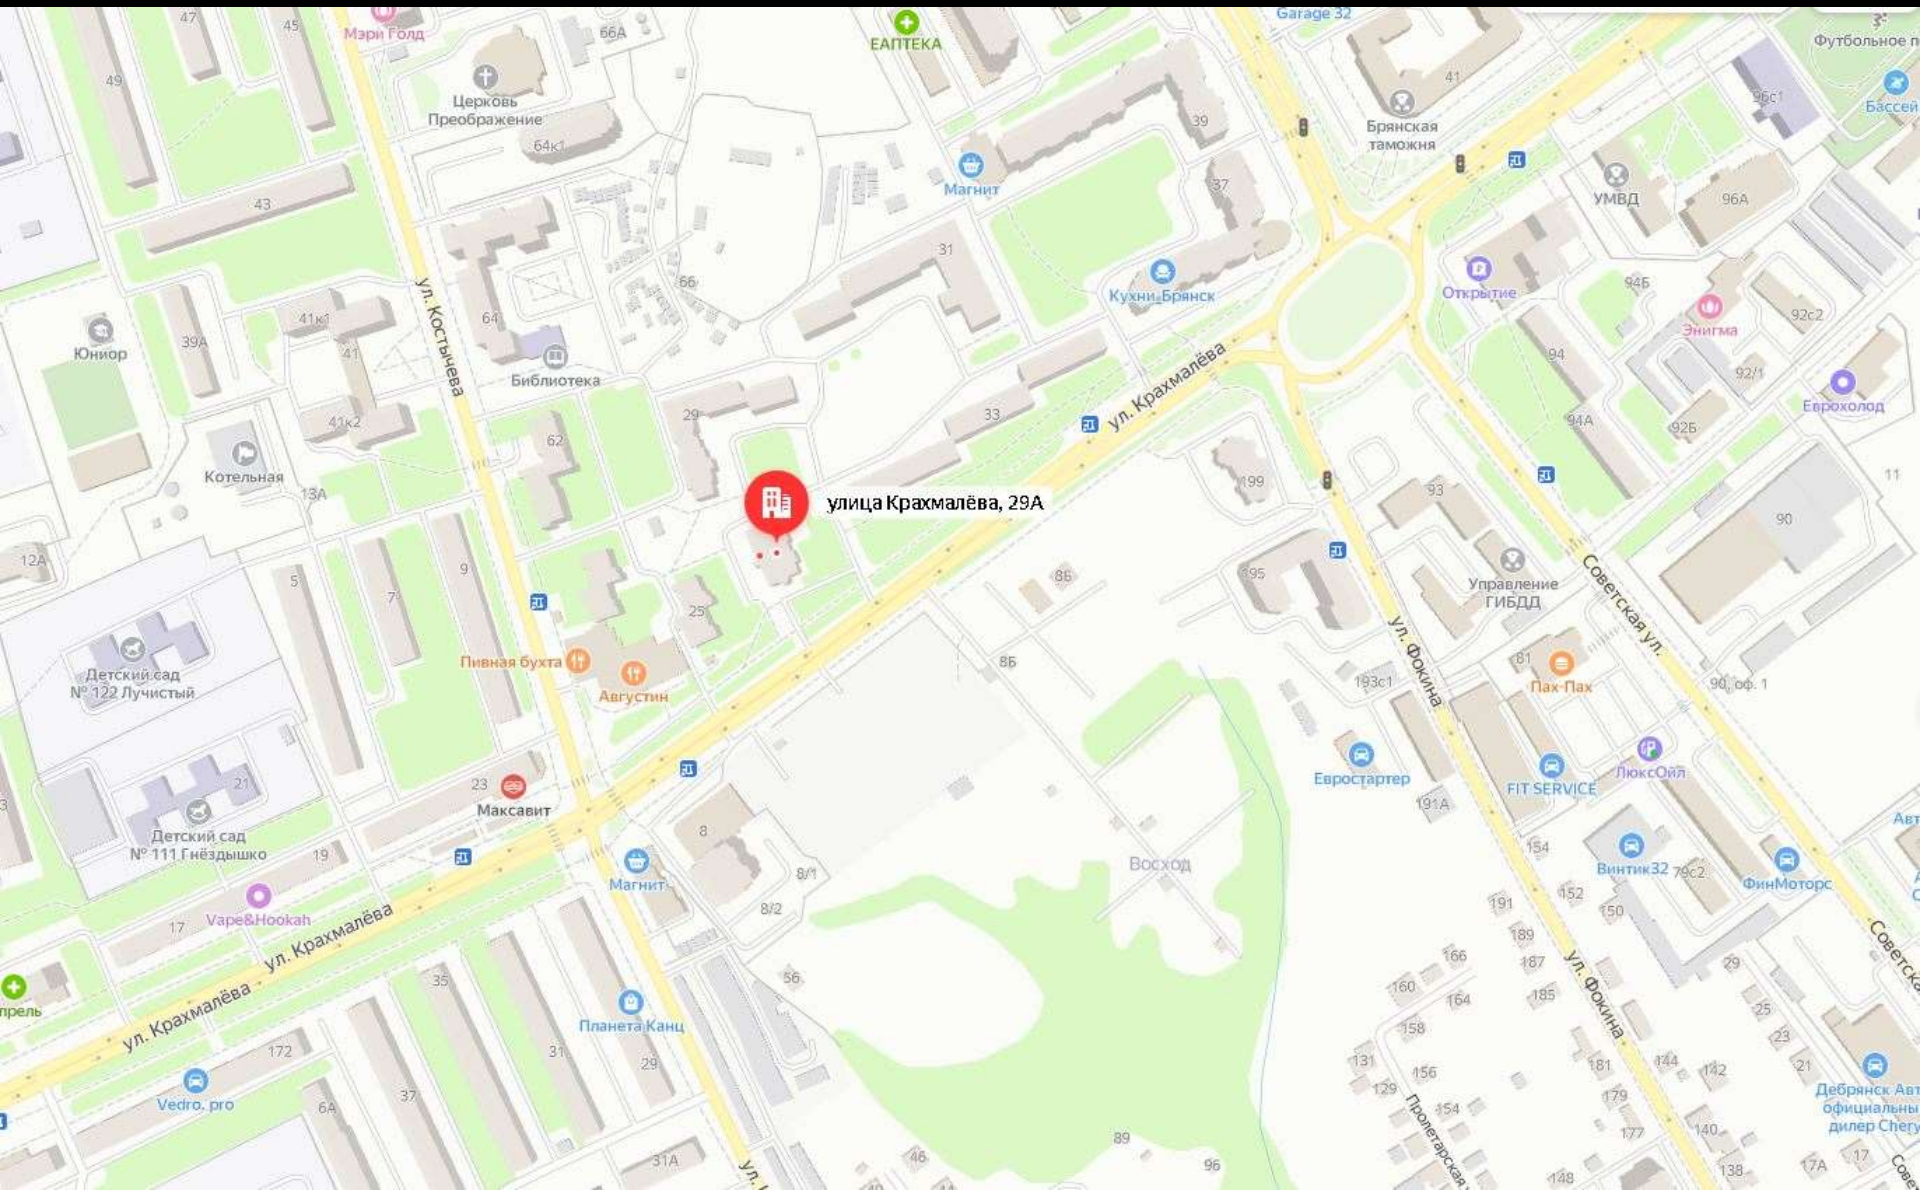 47
45
Мэри Голд
66А
ЕАПТЕКА
Garage 32
Футбольное п
49
Церковь
Преображение
64к1
39
41
Брянская
таможня
96с1
Бассей
Магнит
37
УМВД
96А
43
31
ул. Костычева
66
Кухни Брянск
Открытие
94Б
Энигма
92с2
Юниор
39А
41к1
41
64
Библиотека
ул. Крахмалёва
94
92/1
Еврохолод
41к2
62
29
33
94А
92Б
Котельная
13А
улица Крахмалёва, 29А
199
93
11
90
12А
5
7
9
25
8Б
195
Управление
ГИБДД
Советская ул.
Детский сад
№ 122 Лучистый
Пивная бухта
Августин
8Б
193с1
ул. Фокина
81
Пах-Пах
90, оф. 1
21
23
Максавит
Евростартер
191А
FIT SERVICE
ЛюксОйл
Детский сад
№ 111 Гнёздышко
19
8
Магнит
8/1
8/2
Восход
154
Винтик32
79с2
ФинМоторс
Авт
17
Vape&Hookah
ул. Крахмалёва
191
152
150
189
187
185
166
164
160
158
ул. Фокина
29
Советска
прель
ул. Крахмалёва
35
56
Планета Канц
172
31
29
131
129
156
154
181
144
142
25
23
21
Vedro. pro
6А
37
Пролетарская
179
177
140
138
Дебрянск Авт
официальны
дилер Chery
31А
ул.
46
89
96
148
17А
17
Сове